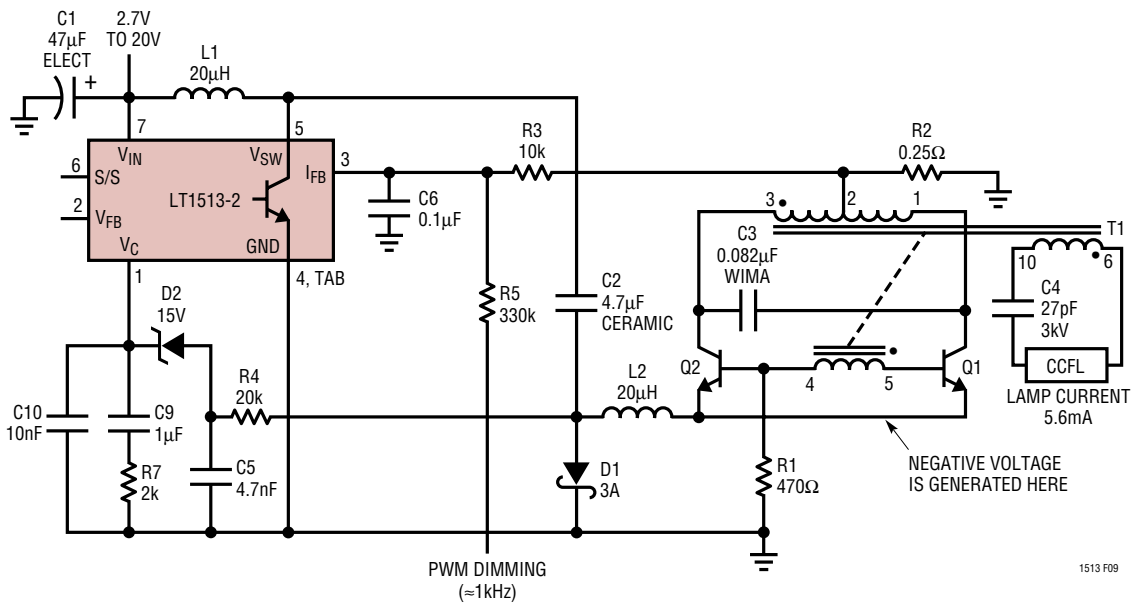 C1
47µF
ELECT
+
2.7V
TO 20V
L1
20µH
7
5
VIN
VSW
6
S/S
IFB
3
LT1513-2
2
VFB
VC
GND
1
4, TAB
R3
10k
C6
0.1µF
R2
0.25Ω
3
2
1
T1
C3
0.082µF
WIMA
10
6
C4
27pF
3kV
CCFL
LAMP CURRENT
5.6mA
D2
15V
R5
330k
C2
4.7µF
CERAMIC
Q2
4
5
Q1
L2
20µH
R4
20k
C10
10nF
C9
1µF
R7
2k
C5
4.7nF
D1
3A
R1
470Ω
NEGATIVE VOLTAGE
IS GENERATED HERE
PWM DIMMING
(≈1kHz)
1513 F09